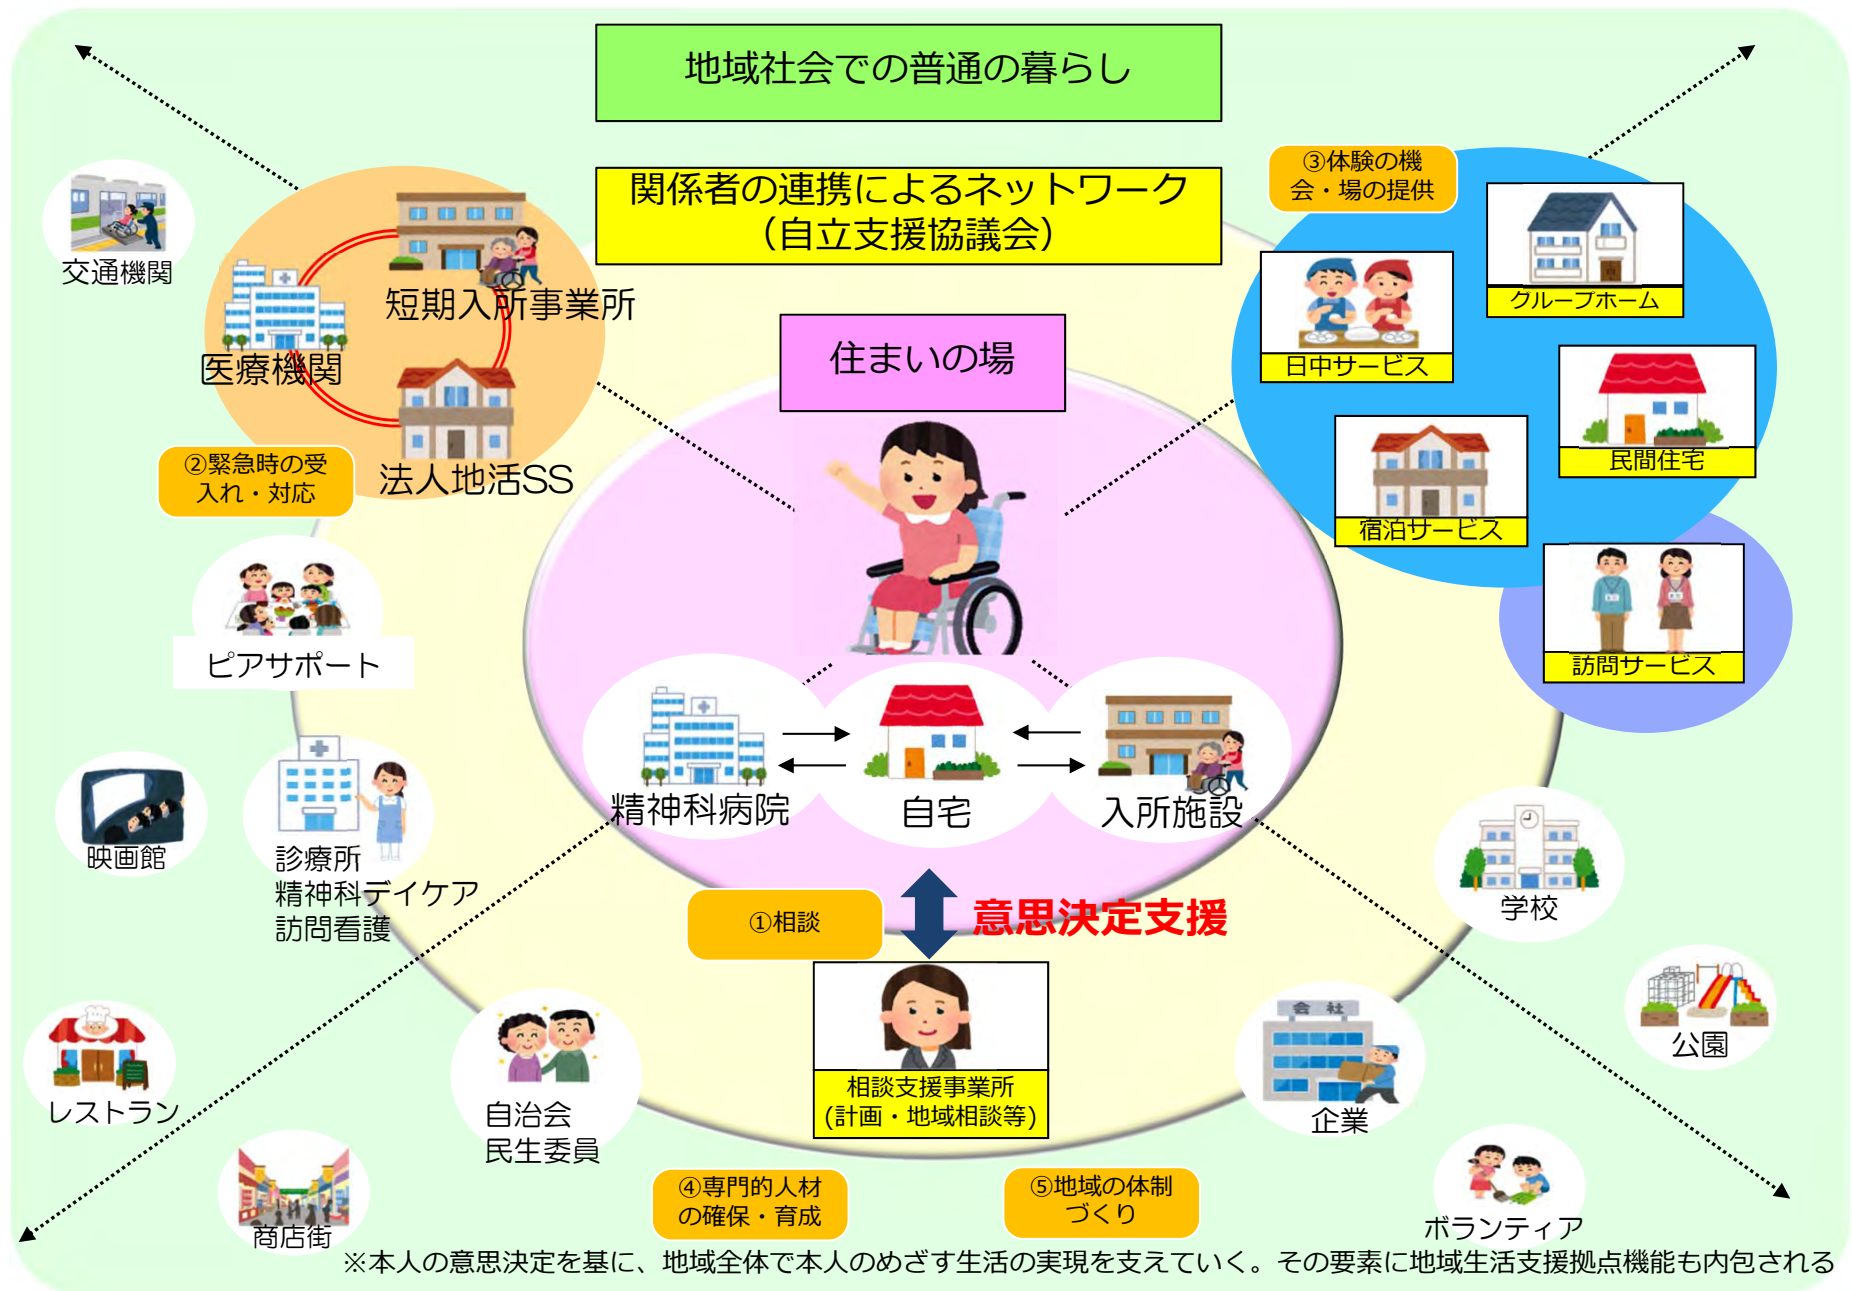 地域社会での普通の暮らし
関係者の連携によるネットワーク
（自立支援協議会）
③体験の機
会・場の提供
交通機関
短期入所事業所
医療機関
法人地活SS
②緊急時の受
入れ・対応
グループホーム
日中サービス
民間住宅
宿泊サービス
訪問サービス
住まいの場
ピアサポート
精神科病院
自宅
入所施設
映画館
診療所
精神科デイケア
訪問看護
①相談
意思決定支援
学校
公園
会社
企業
相談支援事業所
(計画・地域相談等)
自治会
民生委員
レストラン
商店街
④専門的人材
の確保・育成
⑤地域の体制
づくり
ボランティア
※本人の意思決定を基に、地域全体で本人のめざす生活の実現を支えていく。その要素に地域生活支援拠点機能も内包される